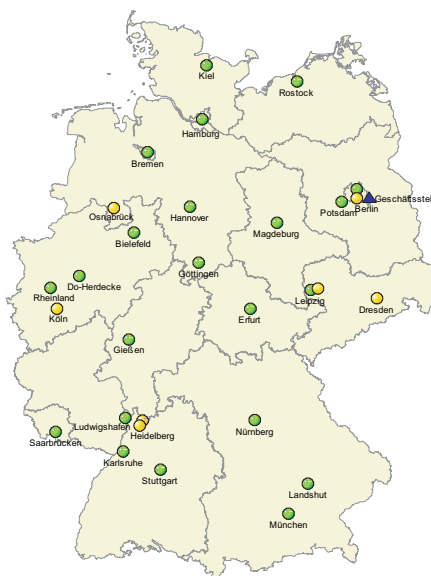 Kiel
Rostock
Hamburg
Bremen
Geschäftsstel
Berlin
Potsdam
Osnabrück
Hannover
Bielefeld
Magdeburg
Göttingen
Do-Herdecke
Rheinland
Leipzig
Köln
Erfurt
Dresden
Gießen
Ludwigshafen
Heidelberg
Nürnberg
Saarbrücken
Karlsruhe
Stuttgart
Landshut
München